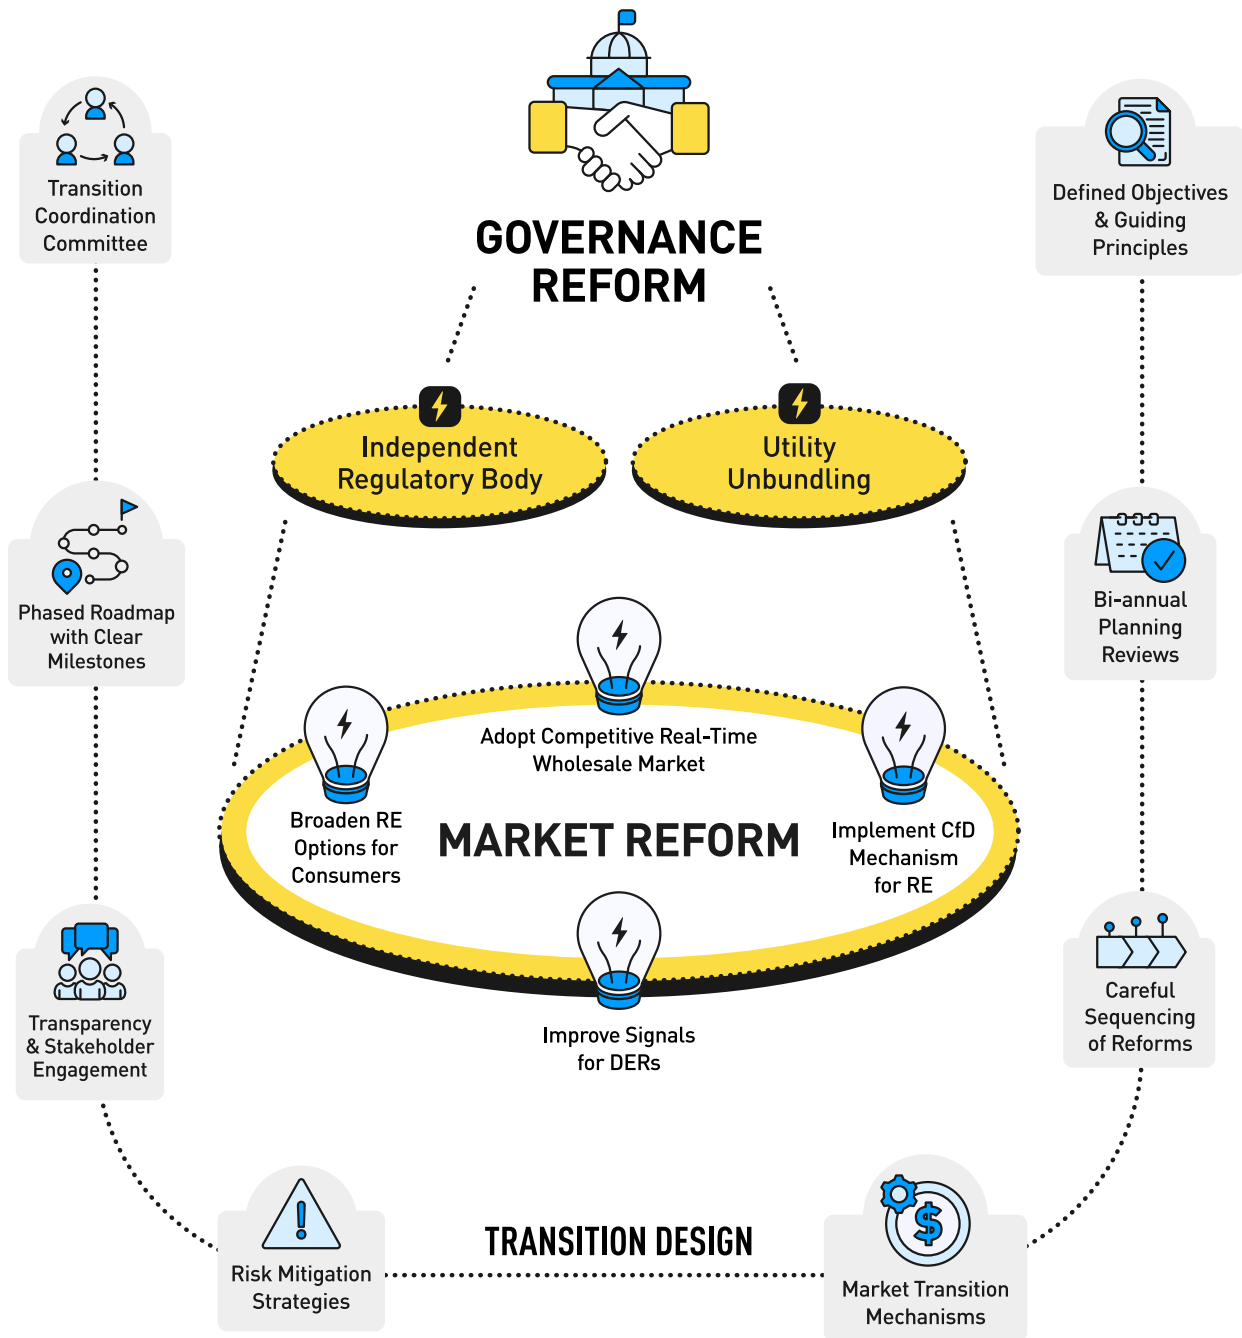 GOVERNANCE
REFORM
Transition
Coordination
Committee
Defined Objectives
& Guiding
Principles
Independent
Regulatory Body
Utility
Unbundling
Phased Roadmap
with Clear
Milestones
Bi-annual
Planning
Reviews
Adopt Competitive Real-Time
Wholesale Market
Broaden RE
Options for
Consumers
MARKET REFORM
Implement CfD
Mechanism
for RE
Improve Signals
for DERs
Transparency
& Stakeholder
Engagement
Careful
Sequencing
of Reforms
Risk Mitigation
Strategies
TRANSITION DESIGN
$
Market Transition
Mechanisms